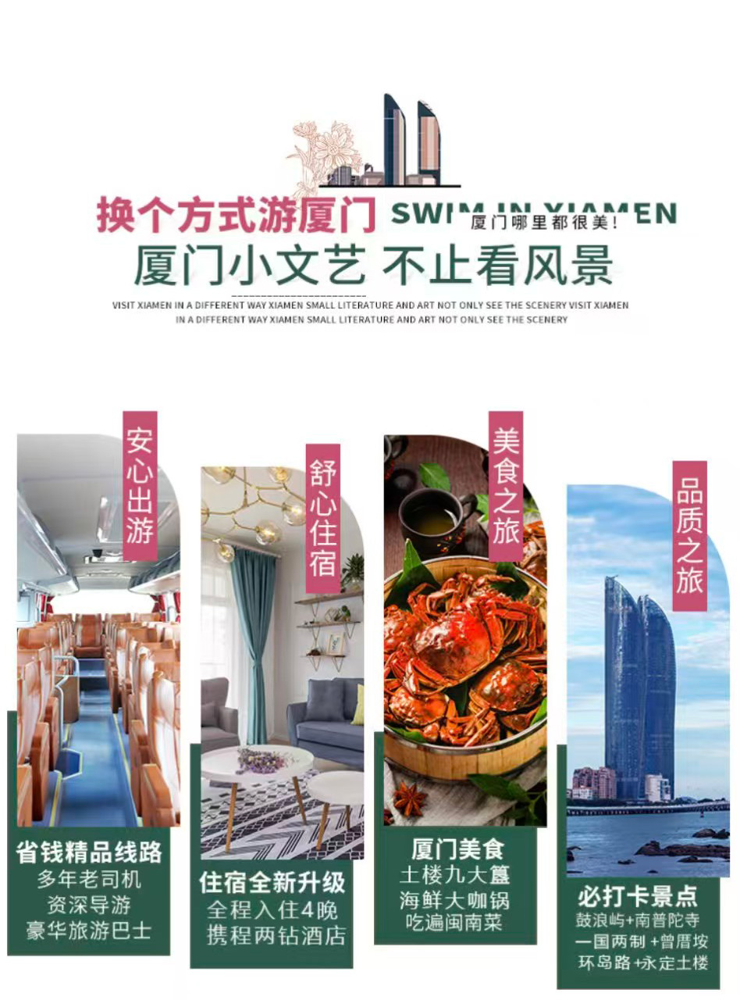 换个方式游厦门 SWIM IN XIAMEN
厦门哪里都很美！
厦门小文艺 不止看风景
VISIT XIAMEN IN A DIFFERENT WAY XIAMEN SMALL LITERATURE AND ART NOT ONLY SEE THE SCENERY VISIT XIAMEN
IN A DIFFERENT WAY XIAMEN SMALL LITERATURE AND ART NOT ONLY SEE THE SCENERY
安心出游
省钱精品线路
多年老司机
资深导游
豪华旅游巴士
舒心住宿
住宿全新升级
全程入住4晚
携程两钻酒店
美食之旅
厦门美食
土楼九大簋
海鲜大咖锅
吃遍闽南菜
品质之旅
必打卡景点
鼓浪屿+南普陀寺
一国两制+曾厝垵
环岛路+永定土楼